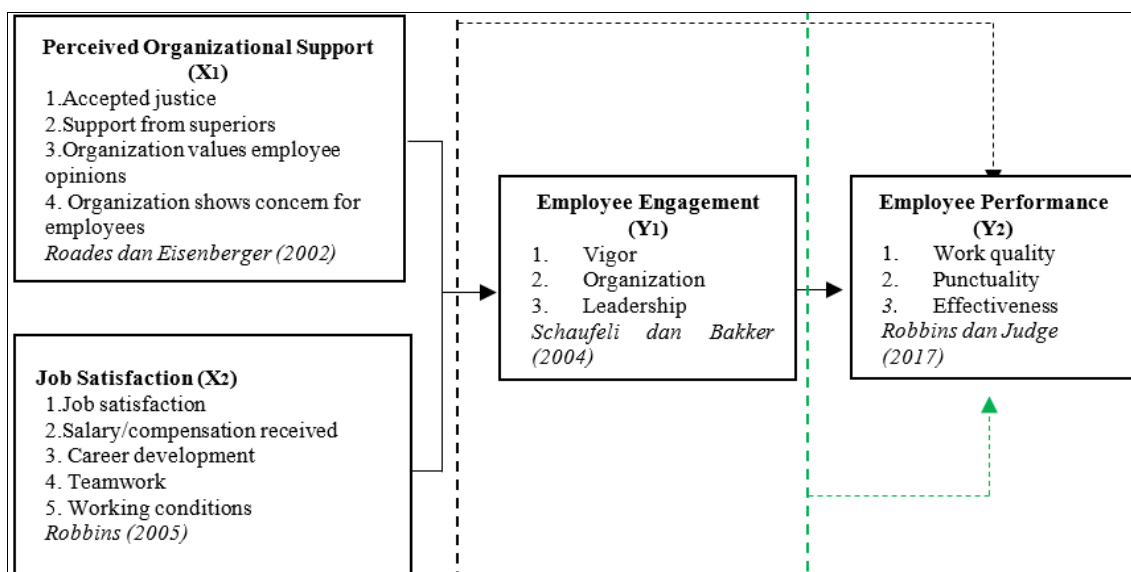 Perceived Organizational Support
(X1)
1.Accepted justice
2.Support from superiors
3.Organization values employee
opinions
4. Organization shows concern for
employees
Roades dan Eisenberger (2002)
Job Satisfaction (X2)
1.Job satisfaction
2.Salary/compensation received
3. Career development
4. Teamwork
5. Working conditions
Robbins (2005)
Employee Engagement
(Y1)
1. Vigor
2. Organization
3. Leadership
Schaufeli dan Bakker
(2004)
Employee Performance
(Y2)
1. Work quality
2. Punctuality
3. Effectiveness
Robbins dan Judge
(2017)